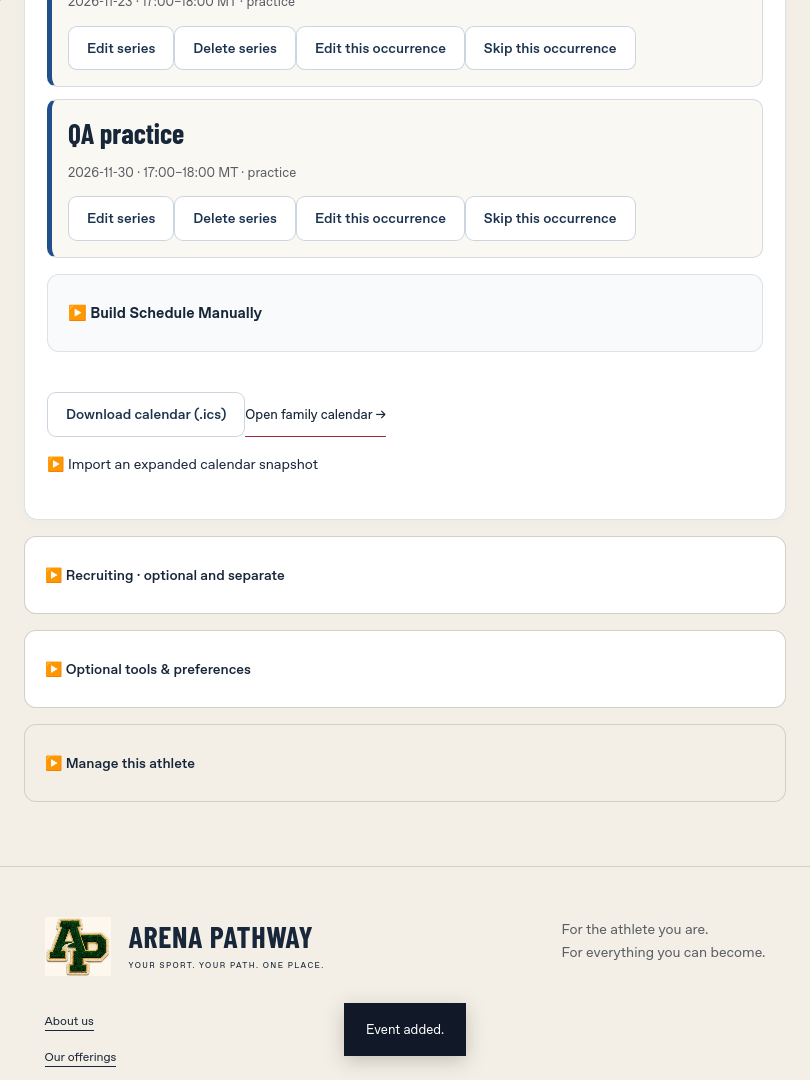 2026-11-23 · 17:00–18:00 MT · practice
Edit series Delete series Edit this occurrence Skip this occurrence
QA practice
2026-11-30 · 17:00–18:00 MT · practice
Edit series Delete series Edit this occurrence Skip this occurrence
▶️ Build Schedule Manually
Download calendar (.ics) Open family calendar →
▶️ Import an expanded calendar snapshot
▶️ Recruiting · optional and separate
▶️ Optional tools & preferences
▶️ Manage this athlete
AP
ARENA PATHWAY
YOUR SPORT. YOUR PATH. ONE PLACE.
For the athlete you are.
For everything you can become.
About us
Our offerings
Event added.